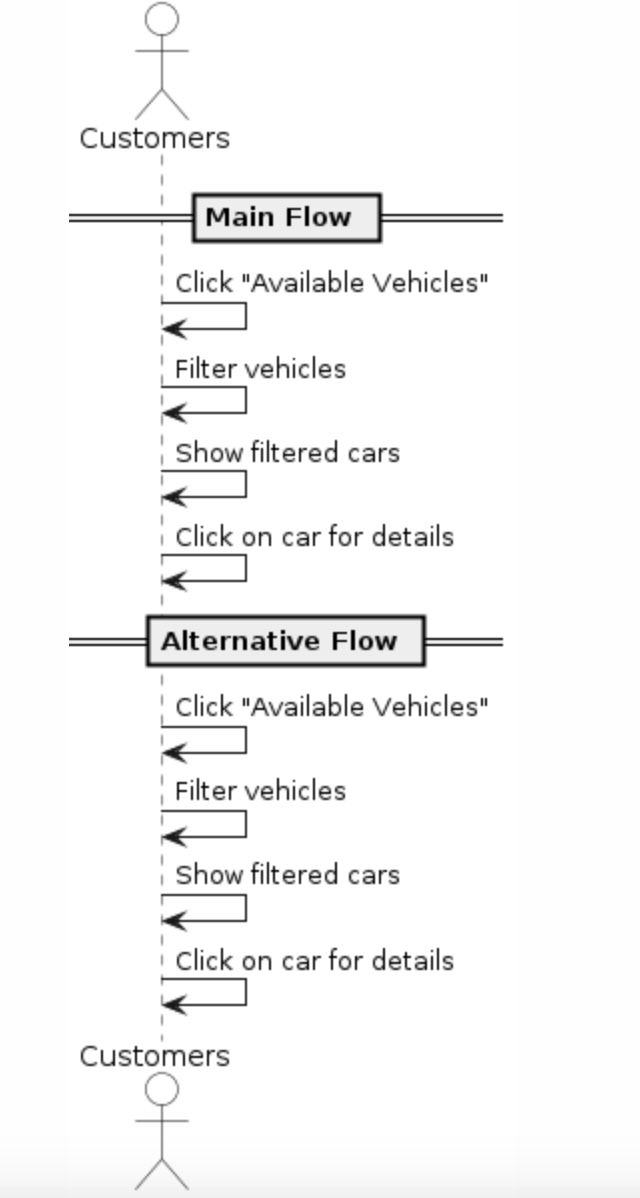 Customers
Main Flow
Click "Available Vehicles"
Filter vehicles
Show filtered cars
Click on car for details
Alternative Flow
Click "Available Vehicles"
Filter vehicles
Show filtered cars
Click on car for details
Customers